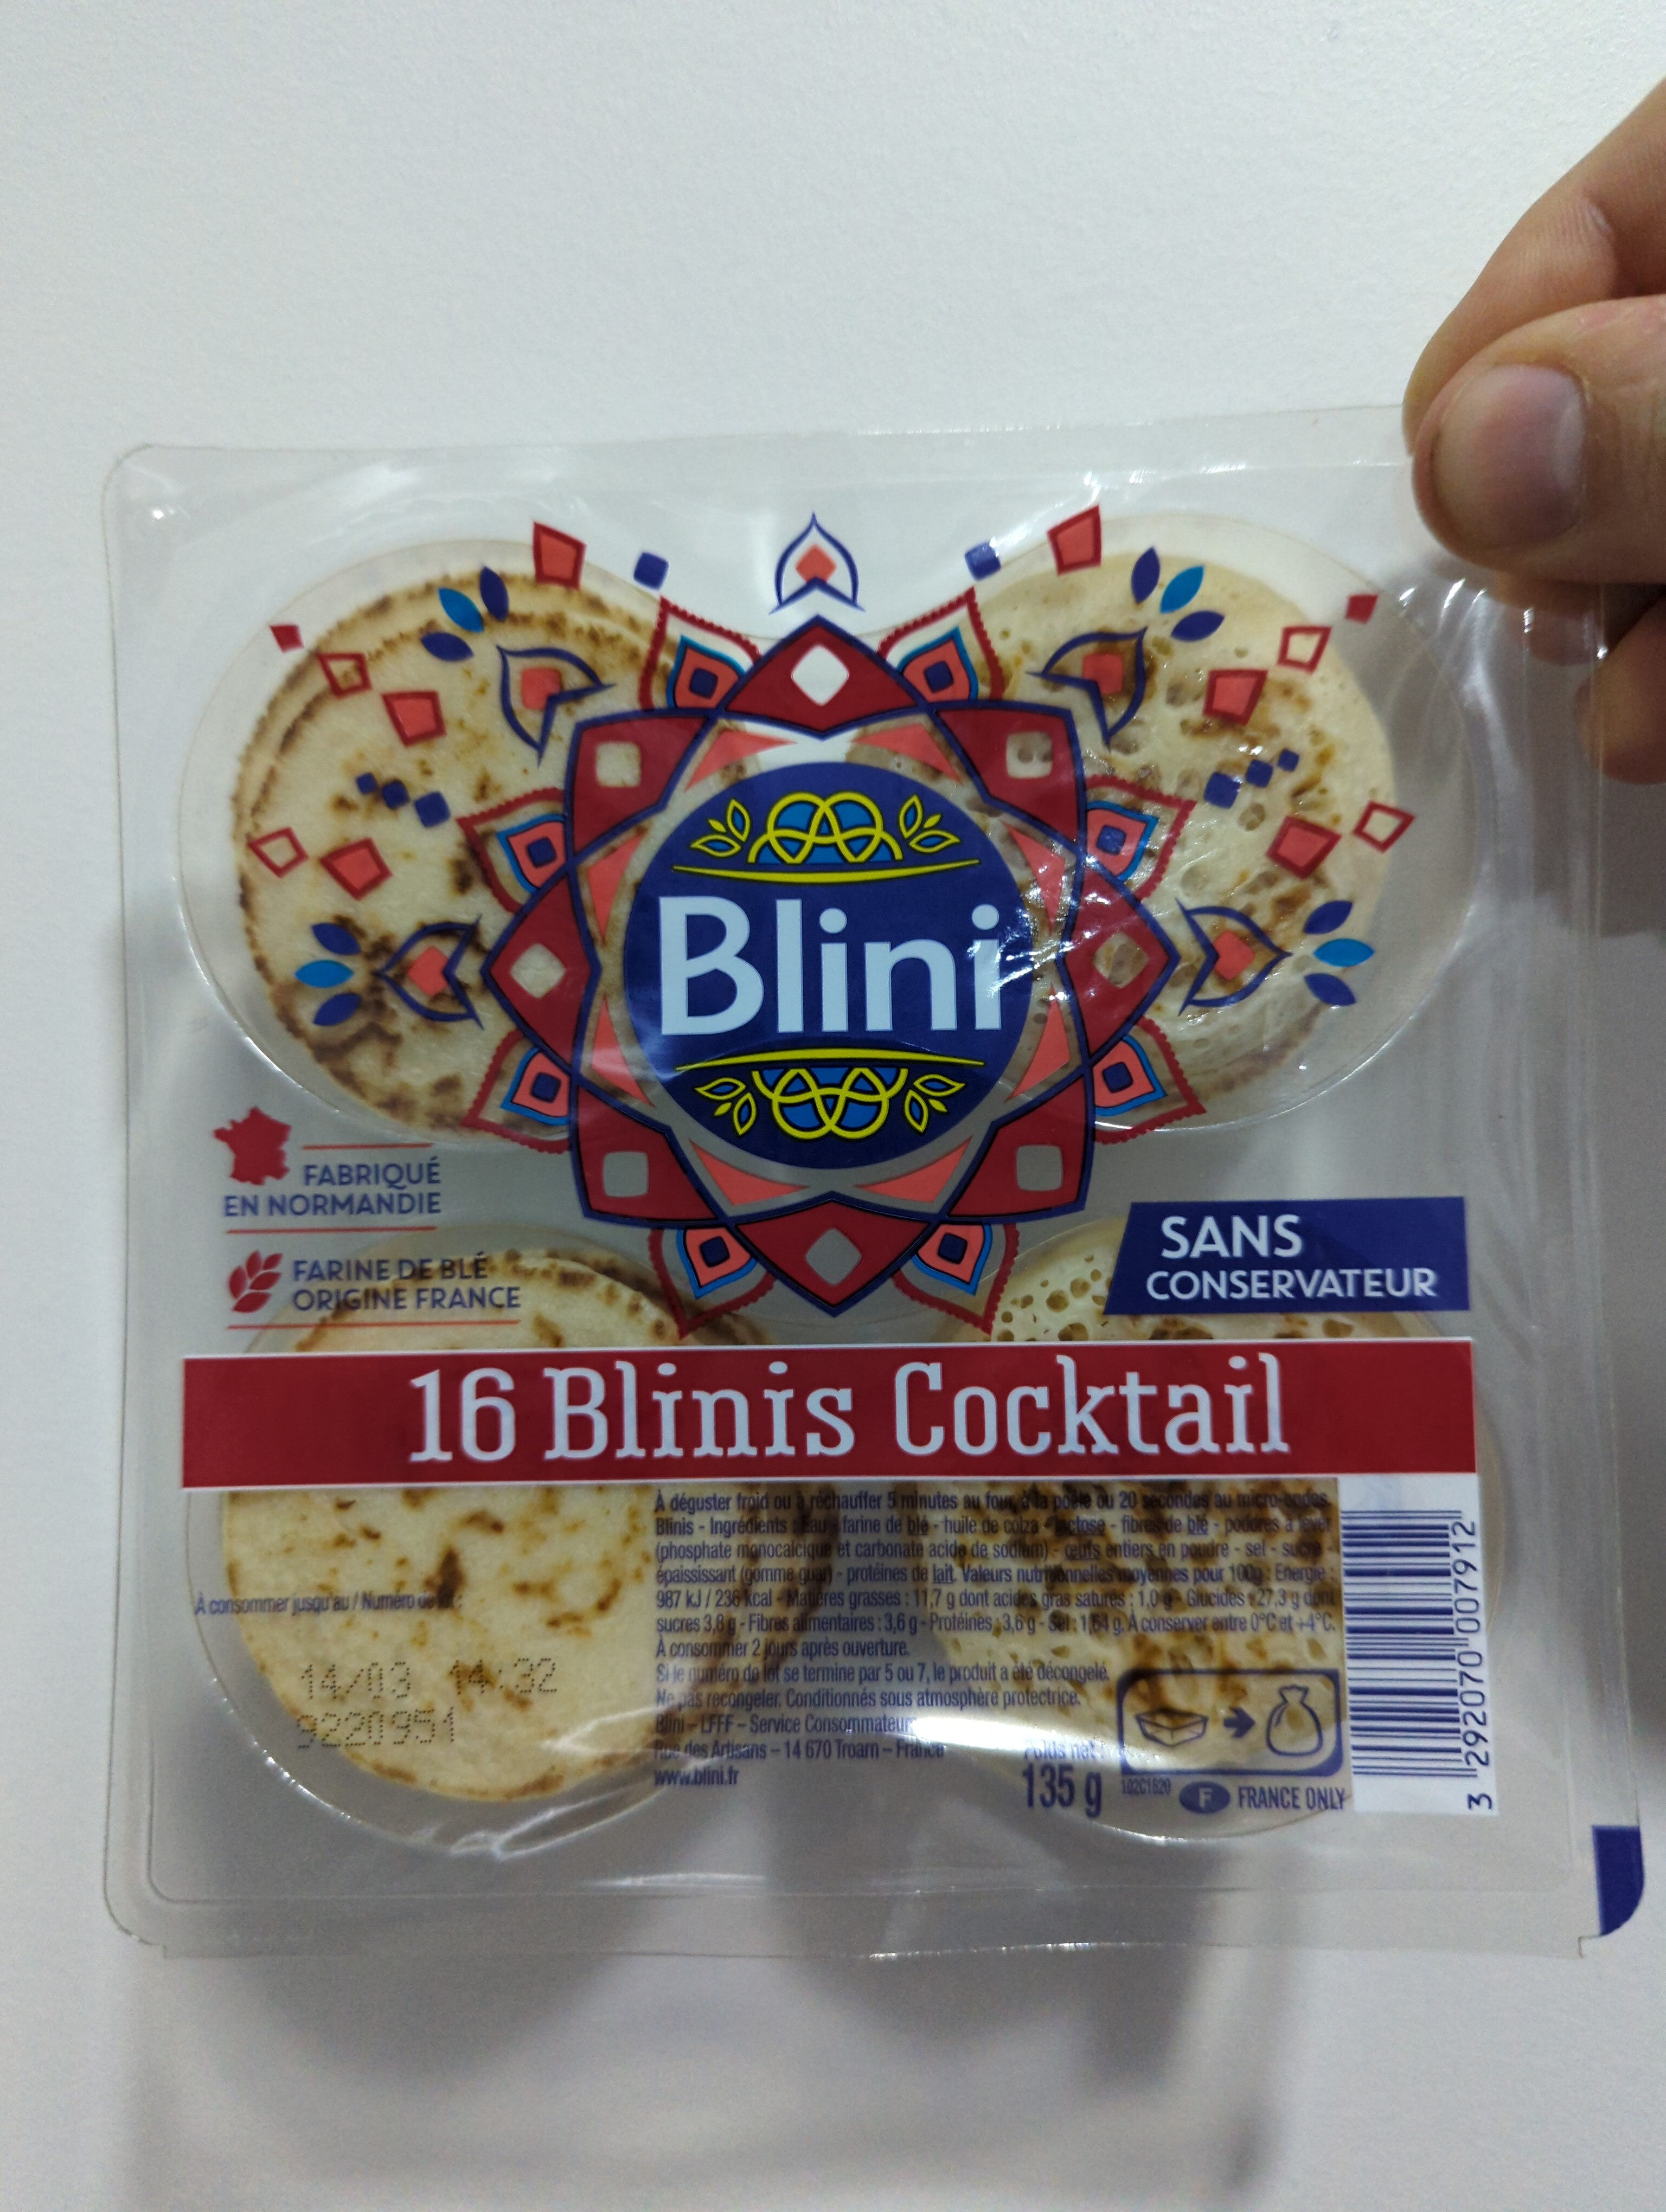 Blini
FABRIQUÉ
EN NORMANDIE
FARINE DE BLÉ
ORIGINE FRANCE
SANS
CONSERVATEUR
16 Blinis Cocktail
À déguster froid ou à réchauffer 5 minutes au four, à la poêle ou 20 secondes au micro-ondes.
Blinis - Ingrédients : Eau - farine de blé - huile de colza - lactose - fibres de blé - poudres à lever
(phosphate monocalcique et carbonate acide de sodium) - œufs entiers en poudre - sel - sucre -
épaississant (gomme guar) - protéines de lait. Valeurs nutritionnelles moyennes pour 100g : Energie :
987 kJ / 236 kcal - Matières grasses : 11,7 g dont acides gras saturés : 1,0 g - Glucides : 27,3 g dont
sucres 3,8 g - Fibres alimentaires : 3,6 g - Protéines : 3,6 g - Sel : 1,64 g. A conserver entre 0°C et +4°C.
À consommer 2 jours après ouverture.
Si le numéro de lot se termine par 5 ou 7, le produit a été décongelé.
Ne pas recongeler. Conditionnés sous atmosphère protectrice.
Blini – LFFF – Service Consommateurs
Rue des Artisans – 14 670 Troarn – France
www.blini.fr
À consommer jusqu'au / Numéro de lot :
14/03 14:32
9220951
Poids net :
135 g
102C1820
F FRANCE ONLY
3 292070 007912